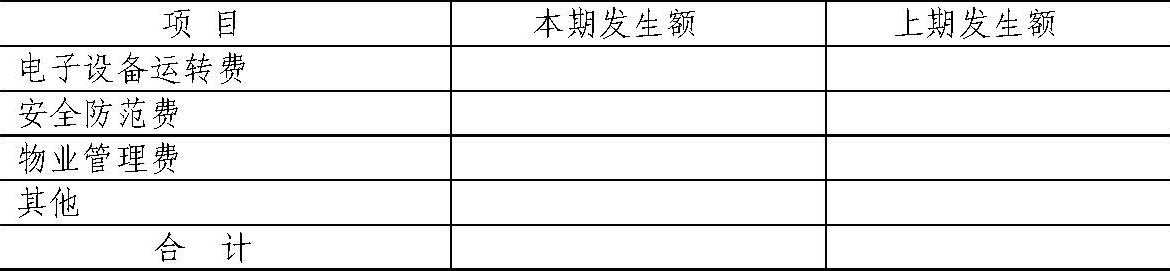 项 目 本期发生额 上期发生额
电子设备运转费
安全防范费
物业管理费
其他
合 计